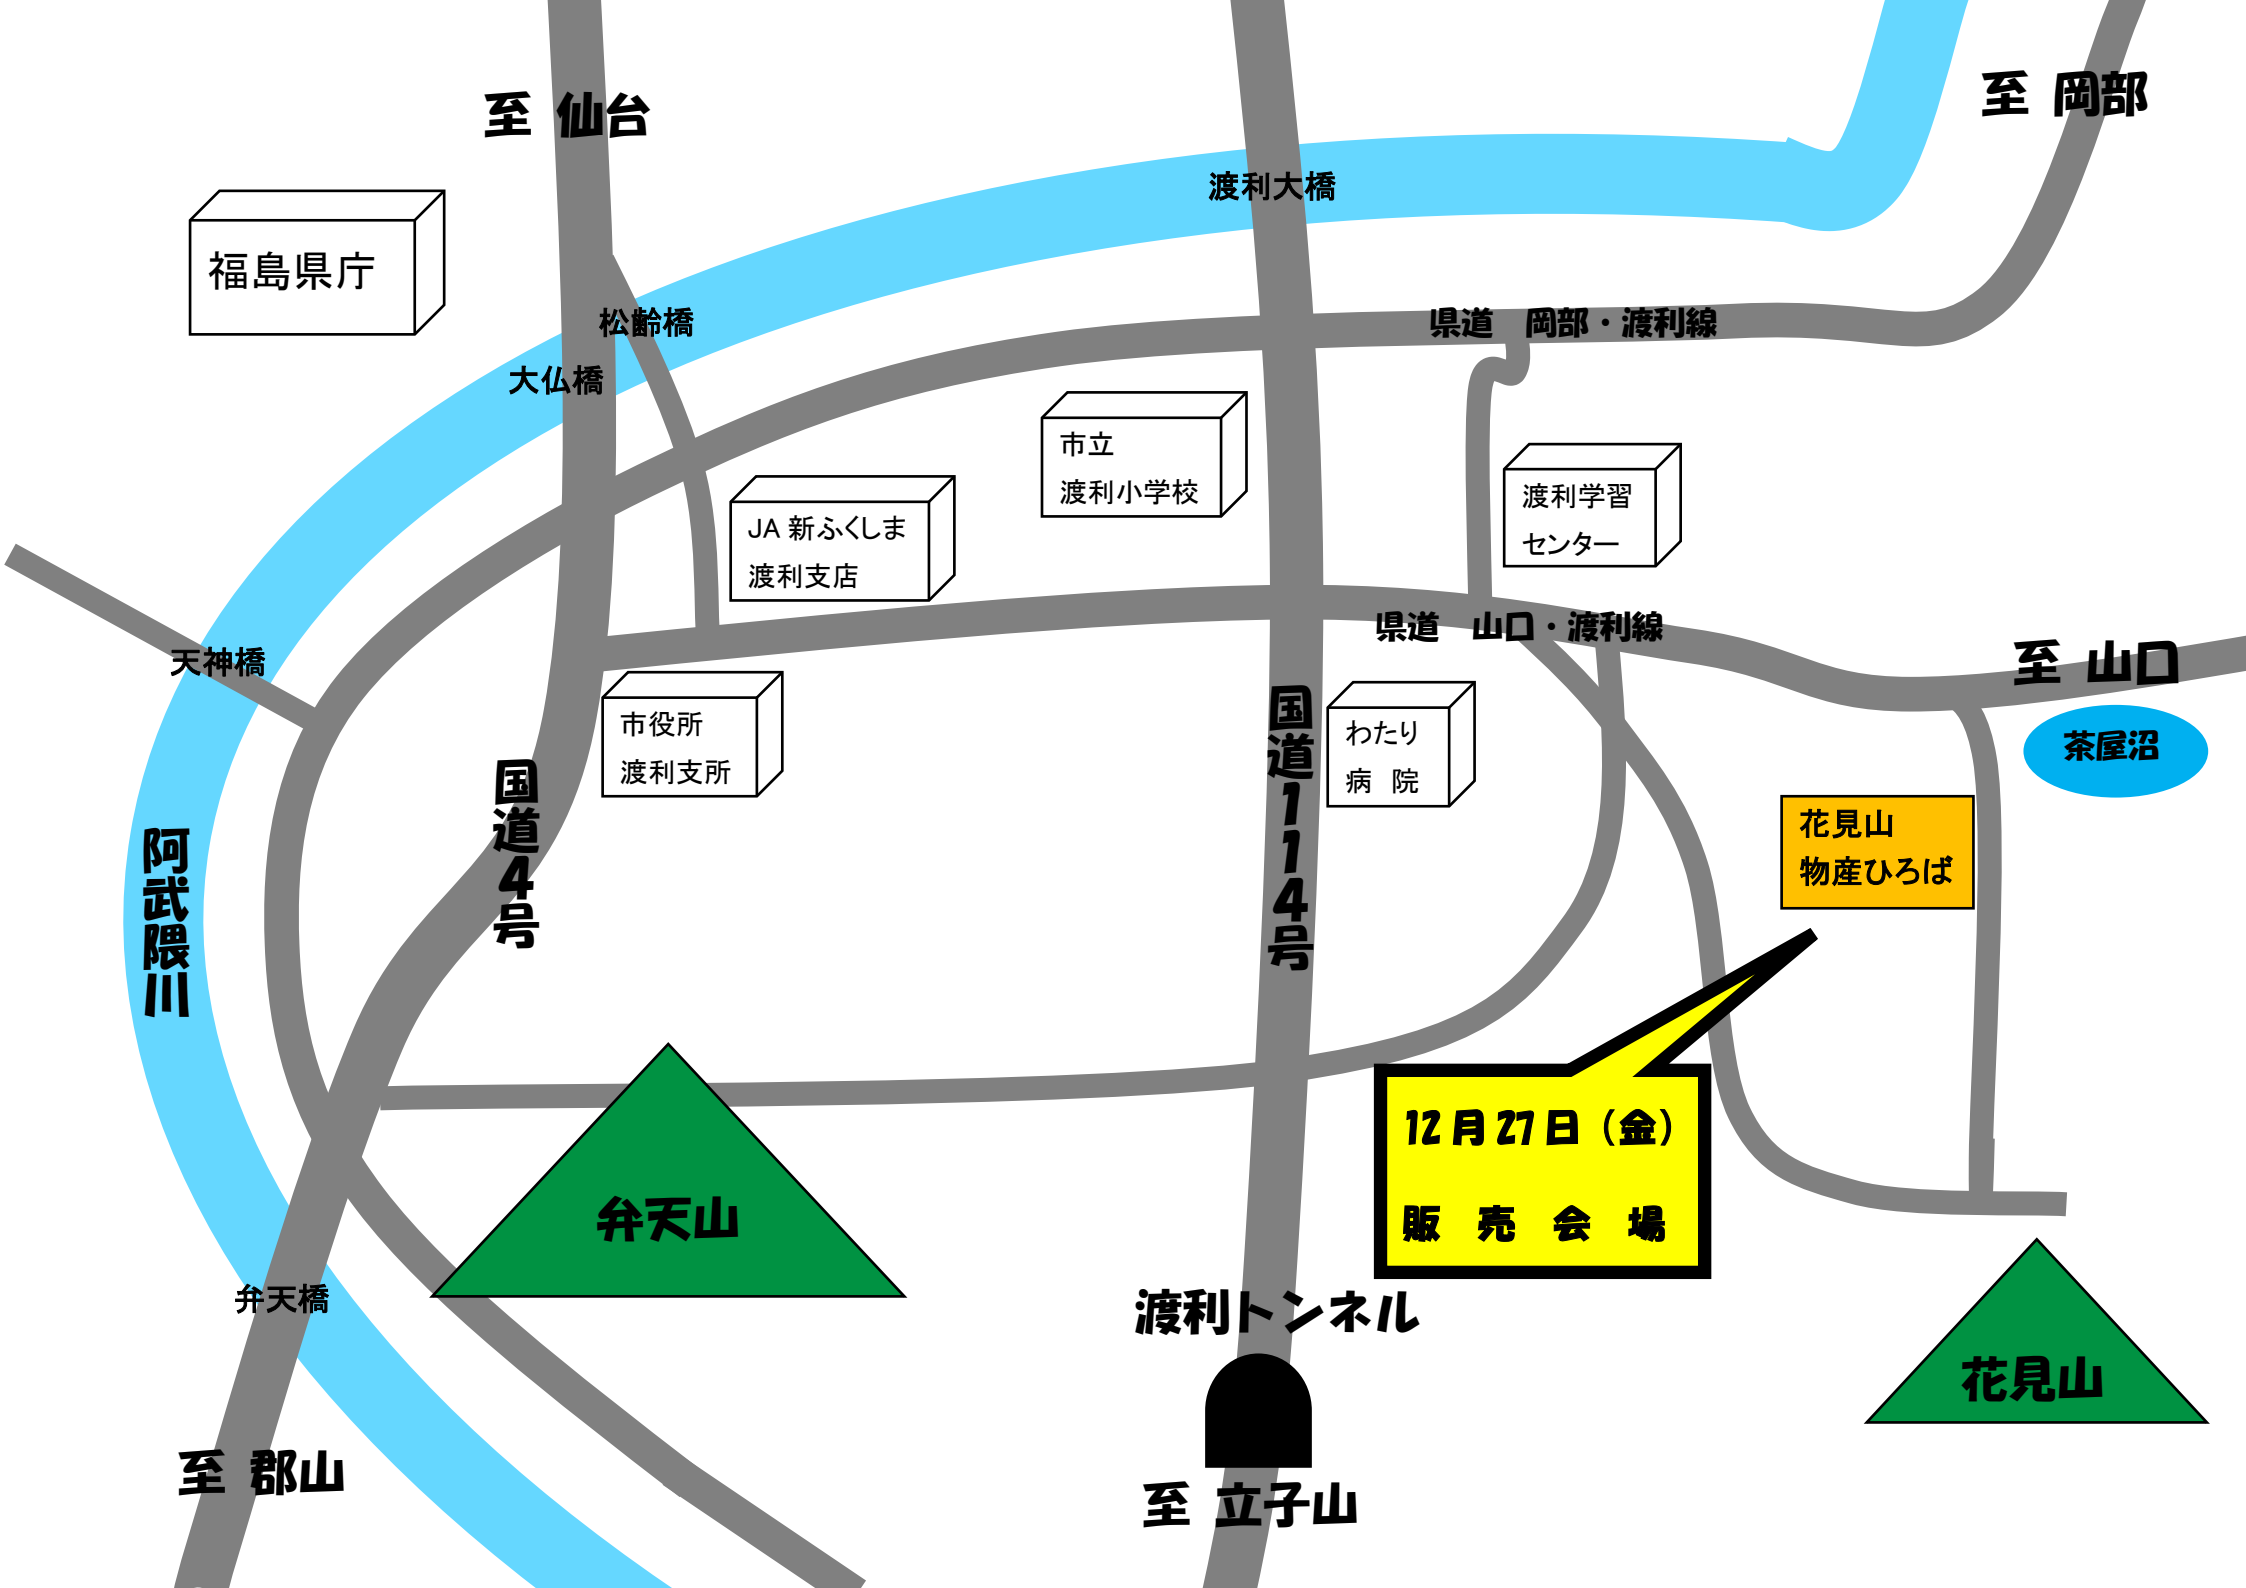 至 仙台
至 岡部
渡利大橋
福島県庁
松齢橋
県道 岡部・渡利線
大仏橋
市立
渡利小学校
JA 新ふくしま
渡利支店
渡利学習
センター
天神橋
県道 山口・渡利線
至 山口
市役所
渡利支所
国道114号
わたり
病 院
茶屋沼
国道4号
花見山
物産ひろば
阿武隈川
12月27日（金）
販 売 会 場
弁天山
弁天橋
渡利トンネル
花見山
至 郡山
至 立子山